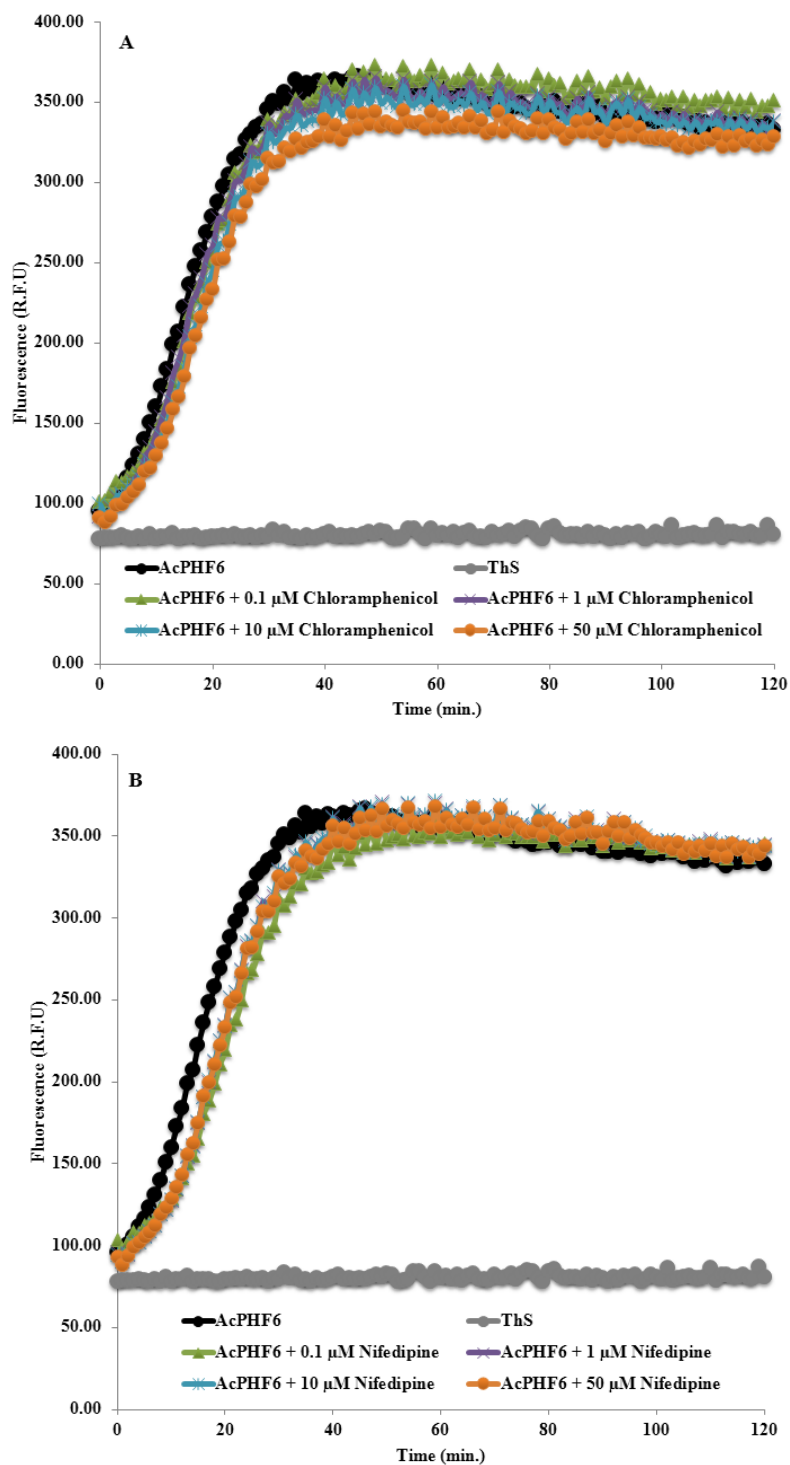 400.00
A
350.00
300.00
250.00
200.00
150.00
100.00
50.00
0.00
Fluorescence (R.F.U)
AcPHF6
ThS
AcPHF6 + 0.1 µM Chloramphenicol
AcPHF6 + 1 µM Chloramphenicol
AcPHF6 + 10 µM Chloramphenicol
AcPHF6 + 50 µM Chloramphenicol
0 20 40 60 80 100 120
Time (min.)
400.00
B
350.00
300.00
250.00
200.00
150.00
100.00
50.00
0.00
Fluorescence (R.F.U)
AcPHF6
ThS
AcPHF6 + 0.1 µM Nifedipine
AcPHF6 + 1 µM Nifedipine
AcPHF6 + 10 µM Nifedipine
AcPHF6 + 50 µM Nifedipine
0 20 40 60 80 100 120
Time (min.)